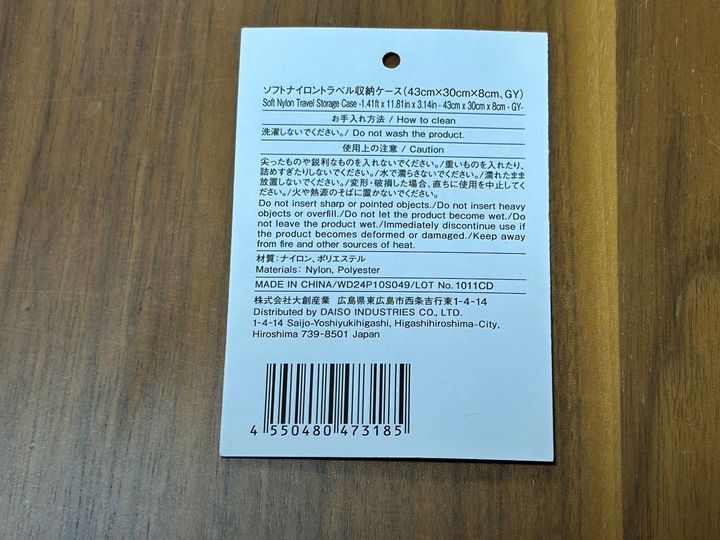 ソフトナイロントラベル収納ケース(43cm×30cm×8cm、GY)
Soft Nylon Travel Storage Case -1.41ft x 11.81in x 3.14in - 43cm x 30cm x 8cm - GY-
お手入れ方法 / How to clean
洗濯しないでください。/ Do not wash the product.
使用上の注意 / Caution
尖ったものや鋭利なものを入れないでください。/重いものを入れたり、
詰めすぎたりしないでください。/水で濡らさないでください。/濡れたまま
放置しないでください。/変形・破損した場合、直ちに使用を中止してくだ
さい。/火や熱源のそばに置かないでください。
Do not insert sharp or pointed objects./Do not insert heavy
objects or overfill./Do not let the product become wet./Do
not leave the product wet./Immediately discontinue use if
the product becomes deformed or damaged./Keep away
from fire and other sources of heat.
材質:ナイロン、ポリエステル
Materials: Nylon, Polyester
MADE IN CHINA/WD24P10S049/LOT No. 1011CD
株式会社大創産業 広島県東広島市西条吉行東1-4-14
Distributed by DAISO INDUSTRIES CO., LTD.
1-4-14 Saijo-Yoshiyukihigashi, Higashihiroshima-City,
Hiroshima 739-8501 Japan
4 550480 473185